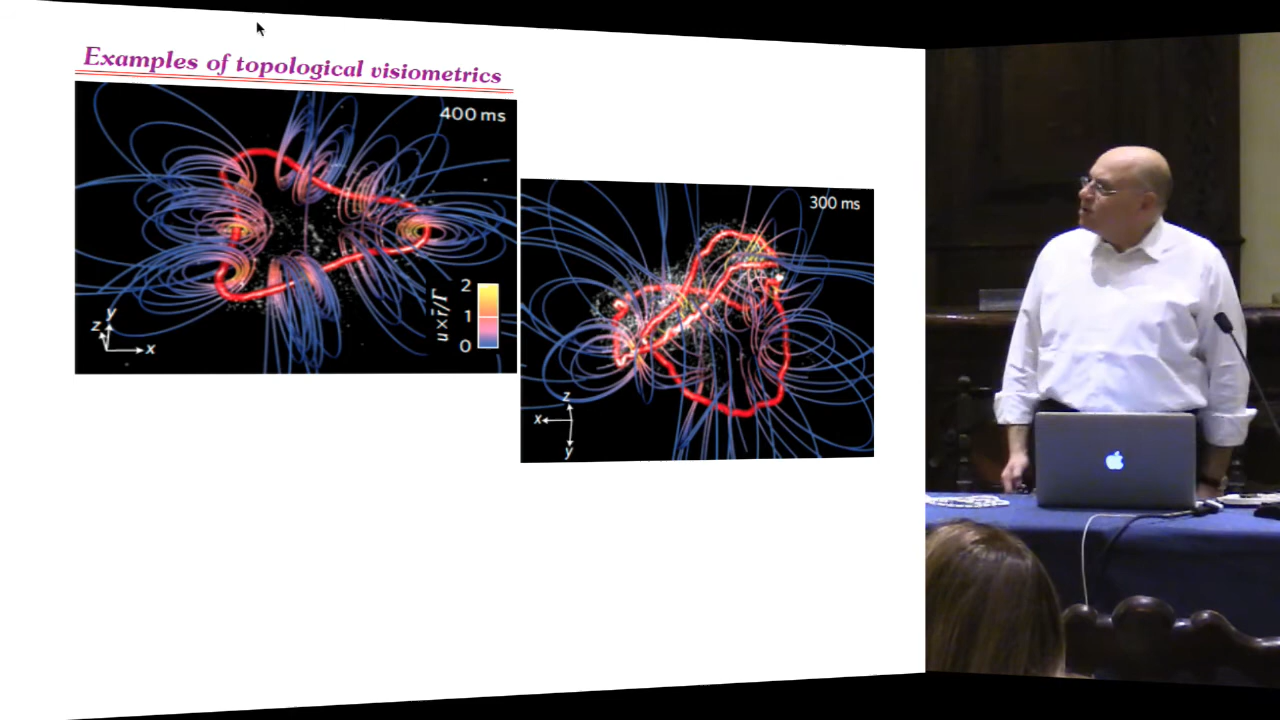 Examples of topological visiometrics
400 ms
2
1
0
u×r̄/Γ
y
z
x
300 ms
z
x
y